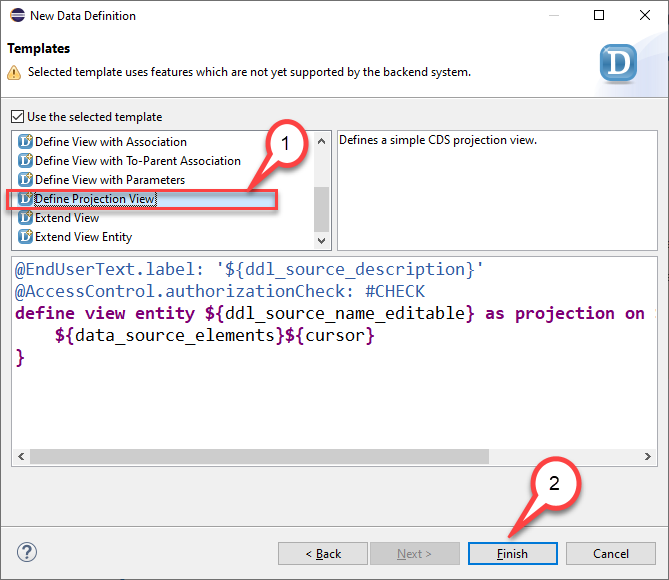 New Data Definition
Templates
Selected template uses features which are not yet supported by the backend system.
D
Use the selected template
1
Define View with Association
Define View with To-Parent Association
Define View with Parameters
Define Projection View
Extend View
Extend View Entity
Defines a simple CDS projection view.
@EndUserText.label: '${ddl_source_description}'
@AccessControl.authorizationCheck: #CHECK
define view entity ${ddl_source_name_editable} as projection on
${data_source_elements}${cursor}
}
2
?
< Back
Next >
Finish
Cancel